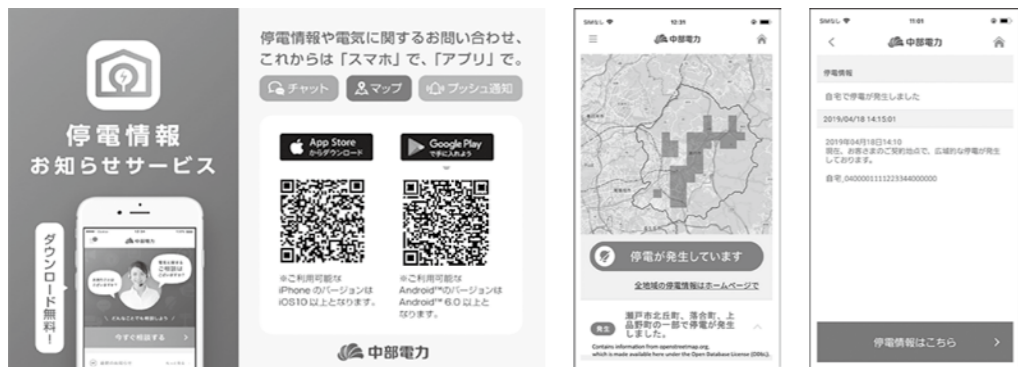 停電情報
お知らせサービス
ダウンロード無料!
中部電力
今すぐ相談する
停電情報や電気に関するお問い合わせ、
これからは「スマホ」で、「アプリ」で。
チャット
マップ
プッシュ通知
App Store
からダウンロード
Google Play
で手に入れよう
※ご利用可能な
iPhone のバージョンは
iOS10 以上となります。
※ご利用可能な
Android™のバージョンは
Android™ 6.0 以上と
なります。
中部電力
SIMなし 12:31
中部電力
停電が発生しています
全地域の停電情報はホームページで
発生
瀬戸市北丘町、落合町、上
品野町の一部で停電が発生
しました。
Contains information from openstreetmap.org,
which is made available here under the Open Database License (ODbL).
SIMなし 11:01
中部電力
停電情報
自宅で停電が発生しました
2019/04/18 14:15:01
2019年04月18日14:10
現在、お客さまのご契約地点で、広域的な停電が発生
しております。
自宅_0400001111223344000000
停電情報はこちら